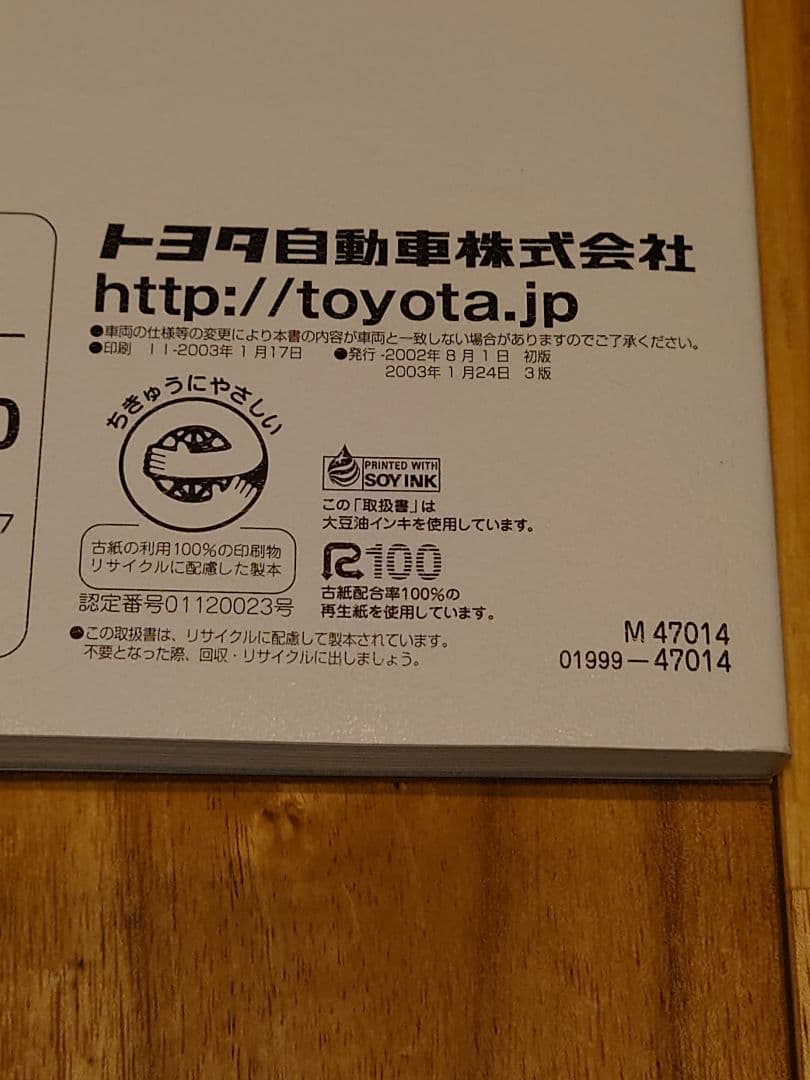 トヨタ自動車株式会社
http://toyota.jp
●車両の仕様等の変更により本書の内容が車両と一致しない場合がありますのでご了承ください。
●印刷　II-2003年1月17日　●発行-2002年8月1日　初版
2003年1月24日　3版
ちきゅうにやさしい
PRINTED WITH
SOY INK
この「取扱書」は
大豆油インキを使用しています。
古紙の利用100%の印刷物
リサイクルに配慮した製本
認定番号01120023号
R100
古紙配合率100%の
再生紙を使用しています。
●この取扱書は、リサイクルに配慮して製本されています。
不要となった際、回収・リサイクルに出しましょう。
M 47014
01999－47014
7